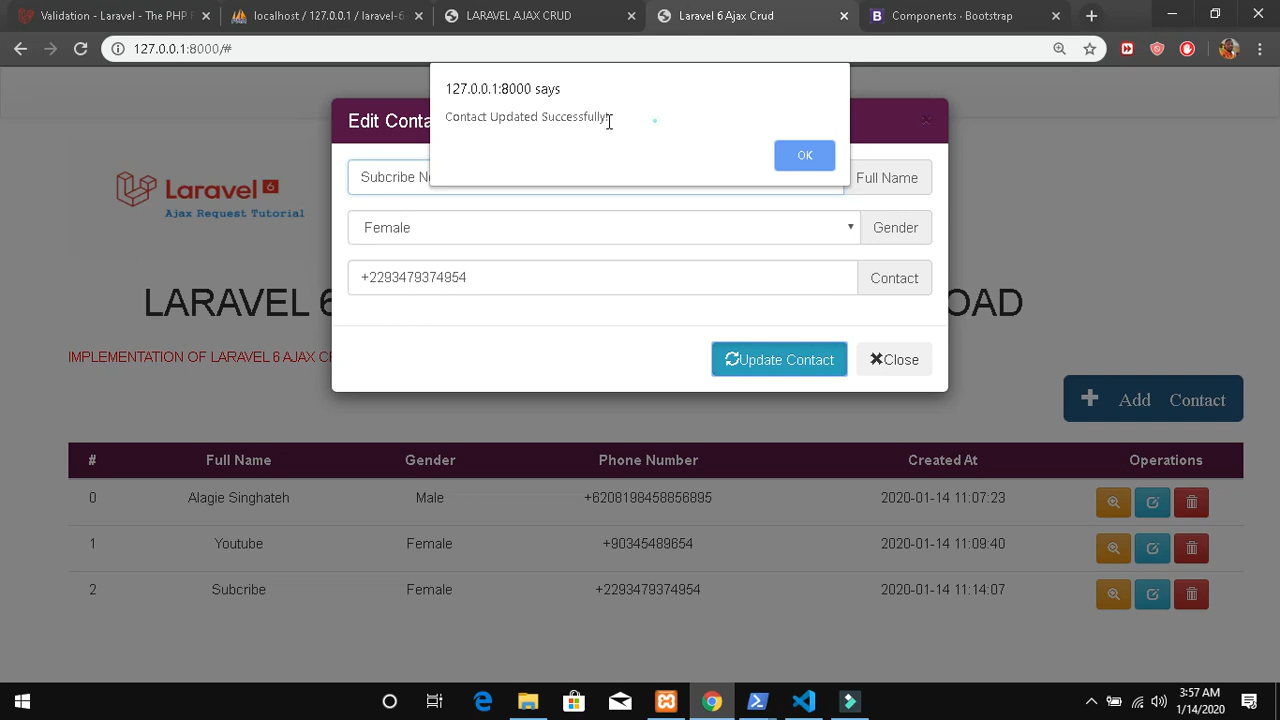 Validation - Laravel - The PHP F
localhost / 127.0.0.1 / laravel-6
LARAVEL AJAX CRUD
Laravel 6 Ajax Crud
Components · Bootstrap
127.0.0.1:8000/#
127.0.0.1:8000 says
Contact Updated Successfully!
OK
Edit Conta
Subcribe N
Full Name
Female
Gender
+2293479374954
Contact
Update Contact
Close
Laravel 6
Ajax Request Tutorial
LARAVEL 6
OAD
IMPLEMENTATION OF LARAVEL 6 AJAX CR
Add Contact
# Full Name Gender Phone Number Created At Operations
0 Alagie Singhateh Male +6208198458856895 2020-01-14 11:07:23
1 Youtube Female +90345489654 2020-01-14 11:09:40
2 Subcribe Female +2293479374954 2020-01-14 11:14:07
3:57 AM
1/14/2020